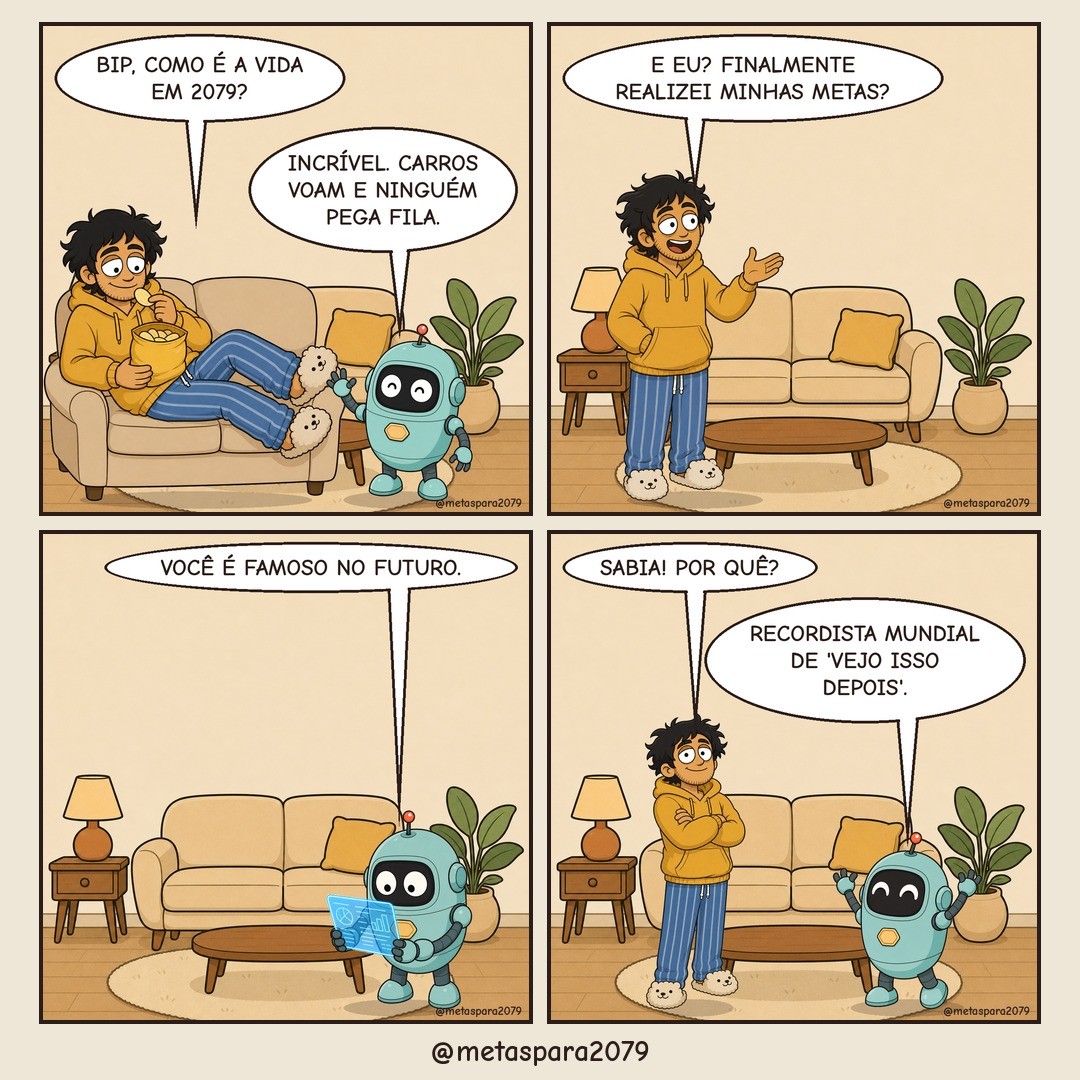 BIP, COMO É A VIDA
EM 2079?
INCRÍVEL. CARROS
VOAM E NINGUÉM
PEGA FILA.
@metaspara2079
E EU? FINALMENTE
REALIZEI MINHAS METAS?
@metaspara2079
VOCÊ É FAMOSO NO FUTURO.
@metaspara2079
SABIA! POR QUÊ?
RECORDISTA MUNDIAL
DE 'VEJO ISSO
DEPOIS'.
@metaspara2079
@metaspara2079